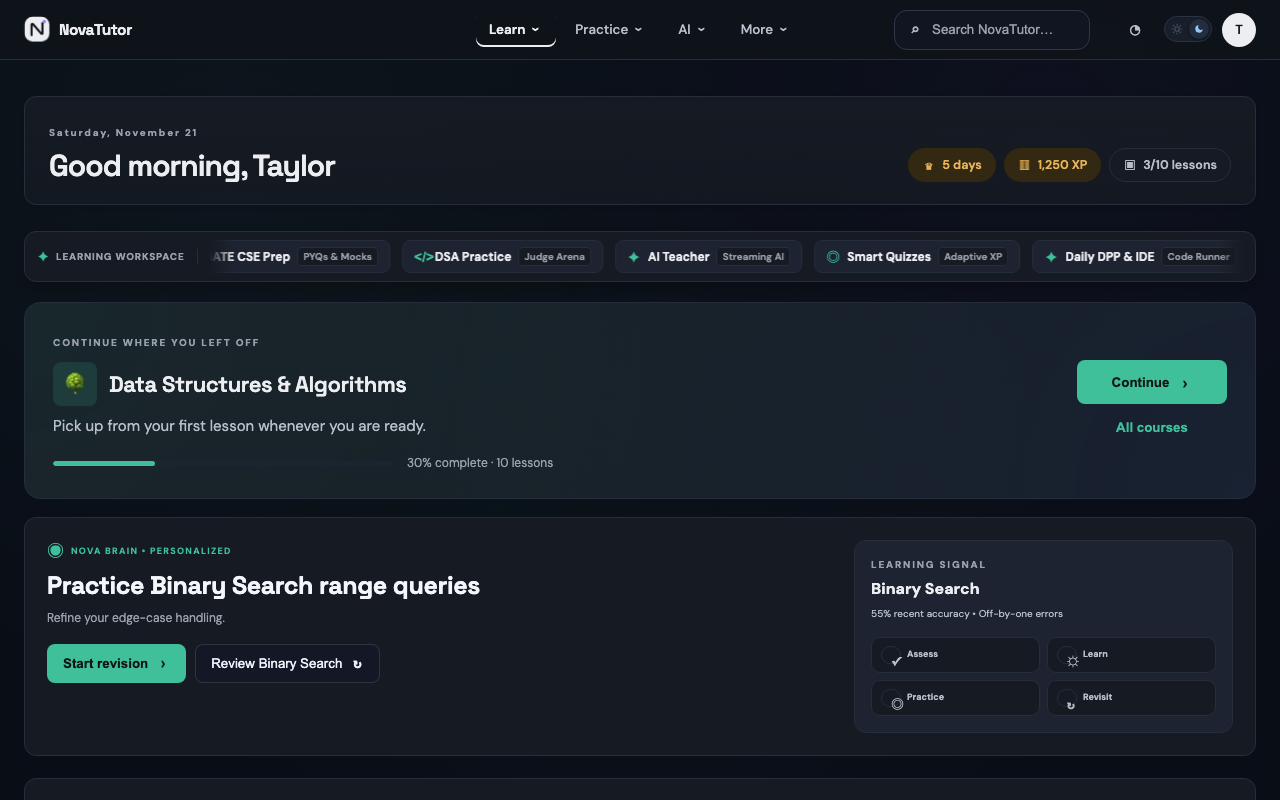 NovaTutor
Learn
Practice
AI
More
Search NovaTutor...
T
Saturday, November 21
Good morning, Taylor
5 days
1,250 XP
3/10 lessons
LEARNING WORKSPACE
ATE CSE Prep
PYQs & Mocks
</>DSA Practice
Judge Arena
AI Teacher
Streaming AI
Smart Quizzes
Adaptive XP
Daily DPP & IDE
Code Runner
CONTINUE WHERE YOU LEFT OFF
Data Structures & Algorithms
Pick up from your first lesson whenever you are ready.
30% complete · 10 lessons
Continue ›
All courses
NOVA BRAIN • PERSONALIZED
Practice Binary Search range queries
Refine your edge-case handling.
Start revision ›
Review Binary Search ↻
LEARNING SIGNAL
Binary Search
55% recent accuracy • Off-by-one errors
Assess
Learn
Practice
Revisit